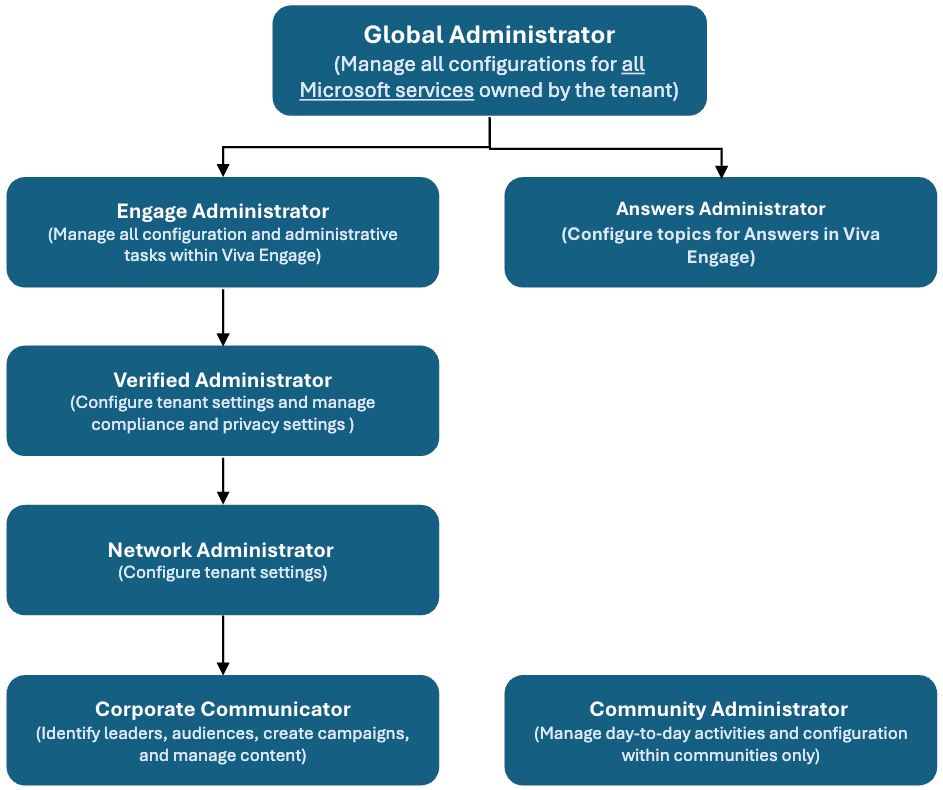 Global Administrator
(Manage all configurations for all
Microsoft services owned by the tenant)
Engage Administrator
(Manage all configuration and administrative
tasks within Viva Engage)
Answers Administrator
(Configure topics for Answers in Viva
Engage)
Verified Administrator
(Configure tenant settings and manage
compliance and privacy settings )
Network Administrator
(Configure tenant settings)
Corporate Communicator
(Identify leaders, audiences, create campaigns,
and manage content)
Community Administrator
(Manage day-to-day activities and configuration
within communities only)